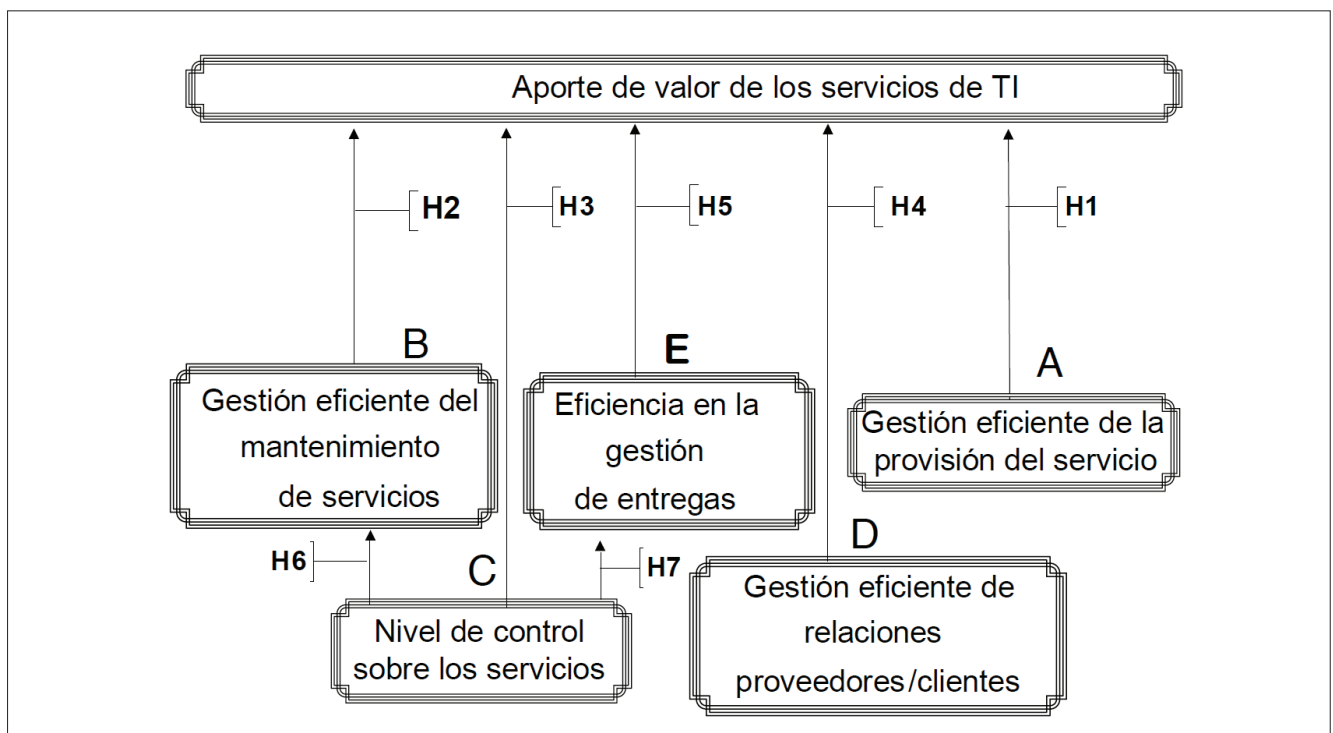 Aporte de valor de los servicios de TI
H2
H3
H5
H4
H1
B
Gestión eficiente del
mantenimiento
de servicios
E
Eficiencia en la
gestión
de entregas
A
Gestión eficiente de la
provisión del servicio
H6
C
Nivel de control
sobre los servicios
H7
D
Gestión eficiente de
relaciones
proveedores/clientes